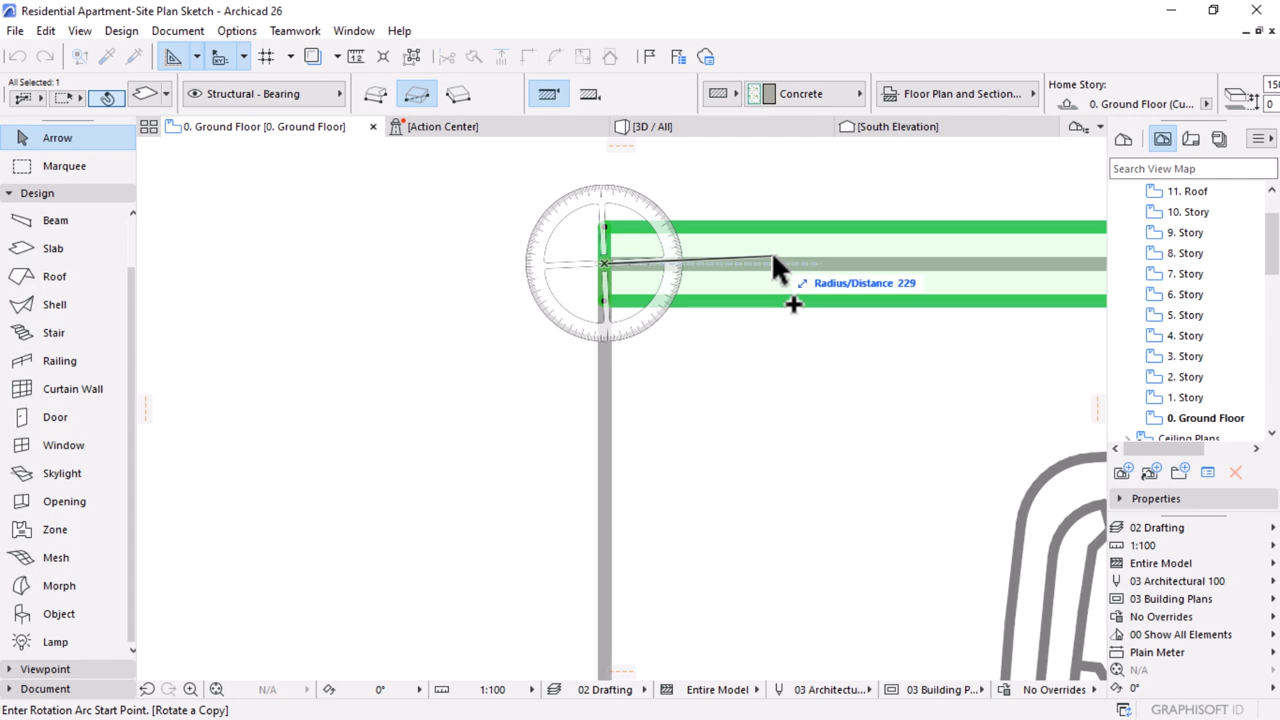 Residential Apartment-Site Plan Sketch - Archicad 26
File Edit View Design Document Options Teamwork Window Help
All Selected: 1
Structural - Bearing
Concrete
Floor Plan and Section...
Home Story:
0. Ground Floor (Cu...
0
0. Ground Floor [0. Ground Floor]
[Action Center]
[3D / All]
[South Elevation]
Arrow
Marquee
Design
Beam
Slab
Roof
Shell
Stair
Railing
Curtain Wall
Door
Window
Skylight
Opening
Zone
Mesh
Morph
Object
Lamp
Viewpoint
Document
Radius/Distance 229
Search View Map
11. Roof
10. Story
9. Story
8. Story
7. Story
6. Story
5. Story
4. Story
3. Story
2. Story
1. Story
0. Ground Floor
Ceiling Plans
Properties
02 Drafting
1:100
Entire Model
03 Architectural 100
03 Building Plans
No Overrides
00 Show All Elements
Plain Meter
N/A
0°
N/A 0° 1:100 02 Drafting Entire Model 03 Architectu... 03 Building P... No Overrides
Enter Rotation Arc Start Point. [Rotate a Copy]
GRAPHISOFT ID